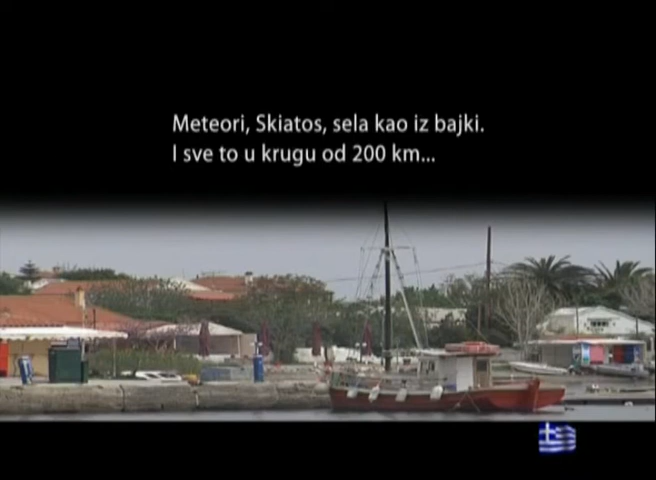 Meteori, Skiatos, sela kao iz bajki.
I sve to u krugu od 200 km...